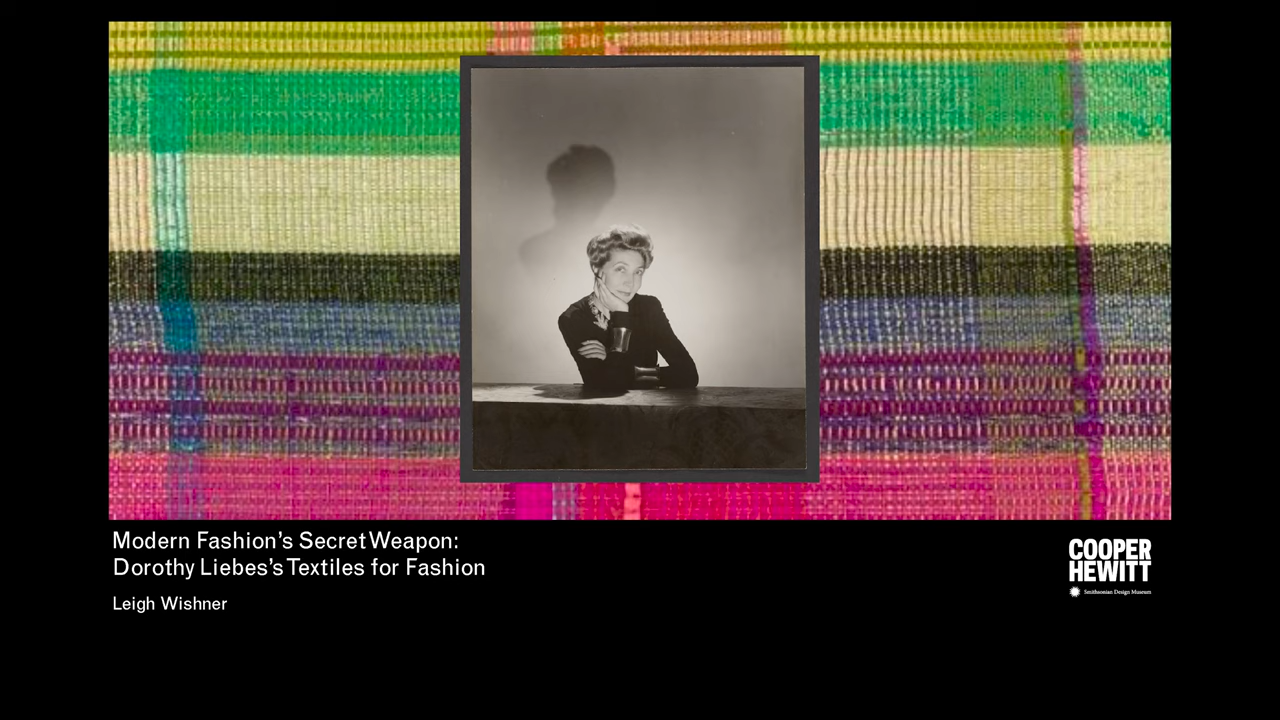 Modern Fashion's Secret Weapon:
Dorothy Liebes's Textiles for Fashion
Leigh Wishner
COOPER
HEWITT
Smithsonian Design Museum